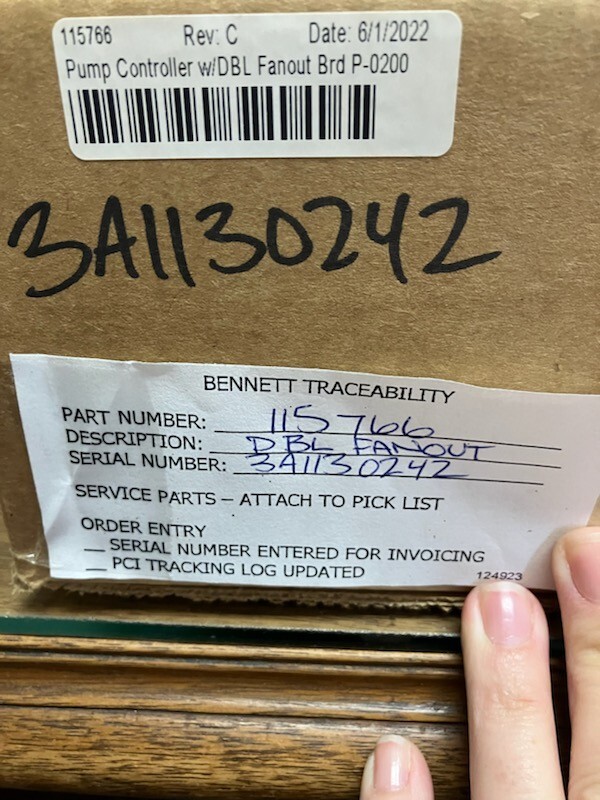 115766 Rev: C Date: 6/1/2022
Pump Controller w/DBL Fanout Brd P-0200
3A1130242
BENNETT TRACEABILITY
PART NUMBER: 115766
DESCRIPTION: DBL FANOUT
SERIAL NUMBER: 3A1130242
SERVICE PARTS – ATTACH TO PICK LIST
ORDER ENTRY
__ SERIAL NUMBER ENTERED FOR INVOICING
__ PCI TRACKING LOG UPDATED
124923